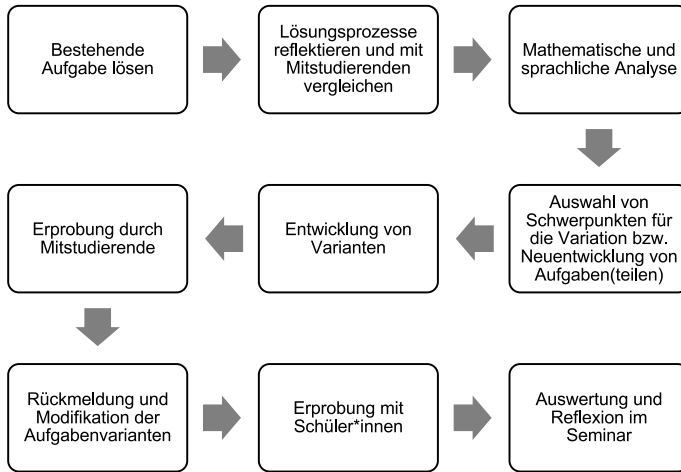 Bestehende
Aufgabe lösen
Lösungsprozesse
reflektieren und mit
Mitstudierenden
vergleichen
Mathematische und
sprachliche Analyse
Auswahl von
Schwerpunkten für
die Variation bzw.
Neuentwicklung von
Aufgaben(teilen)
Entwicklung von
Varianten
Erprobung durch
Mitstudierende
Rückmeldung und
Modifikation der
Aufgabenvarianten
Erprobung mit
Schüler*innen
Auswertung und
Reflexion im
Seminar